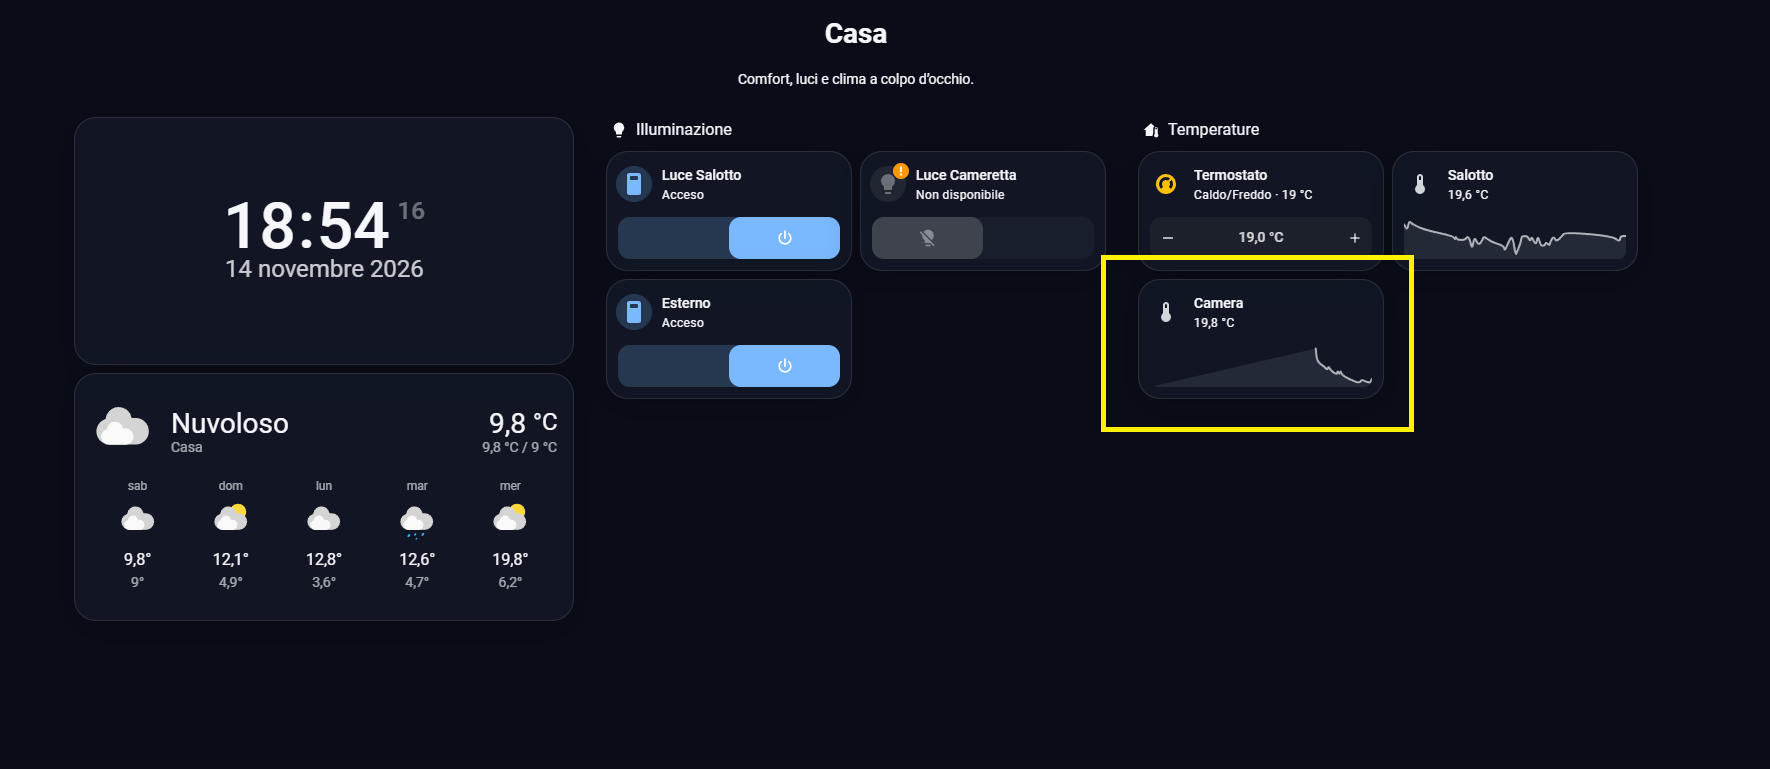 Casa
Comfort, luci e clima a colpo d'occhio.
18:54 16
14 novembre 2026
Nuvoloso
Casa
9,8 °C
9,8 °C / 9 °C
sab dom lun mar mer
9,8° 12,1° 12,8° 12,6° 19,8°
9° 4,9° 3,6° 4,7° 6,2°
Illuminazione
Luce Salotto
Acceso
Luce Cameretta
Non disponibile
Esterno
Acceso
Temperature
Termostato
Caldo/Freddo · 19 °C
− 19,0 °C +
Salotto
19,6 °C
Camera
19,8 °C